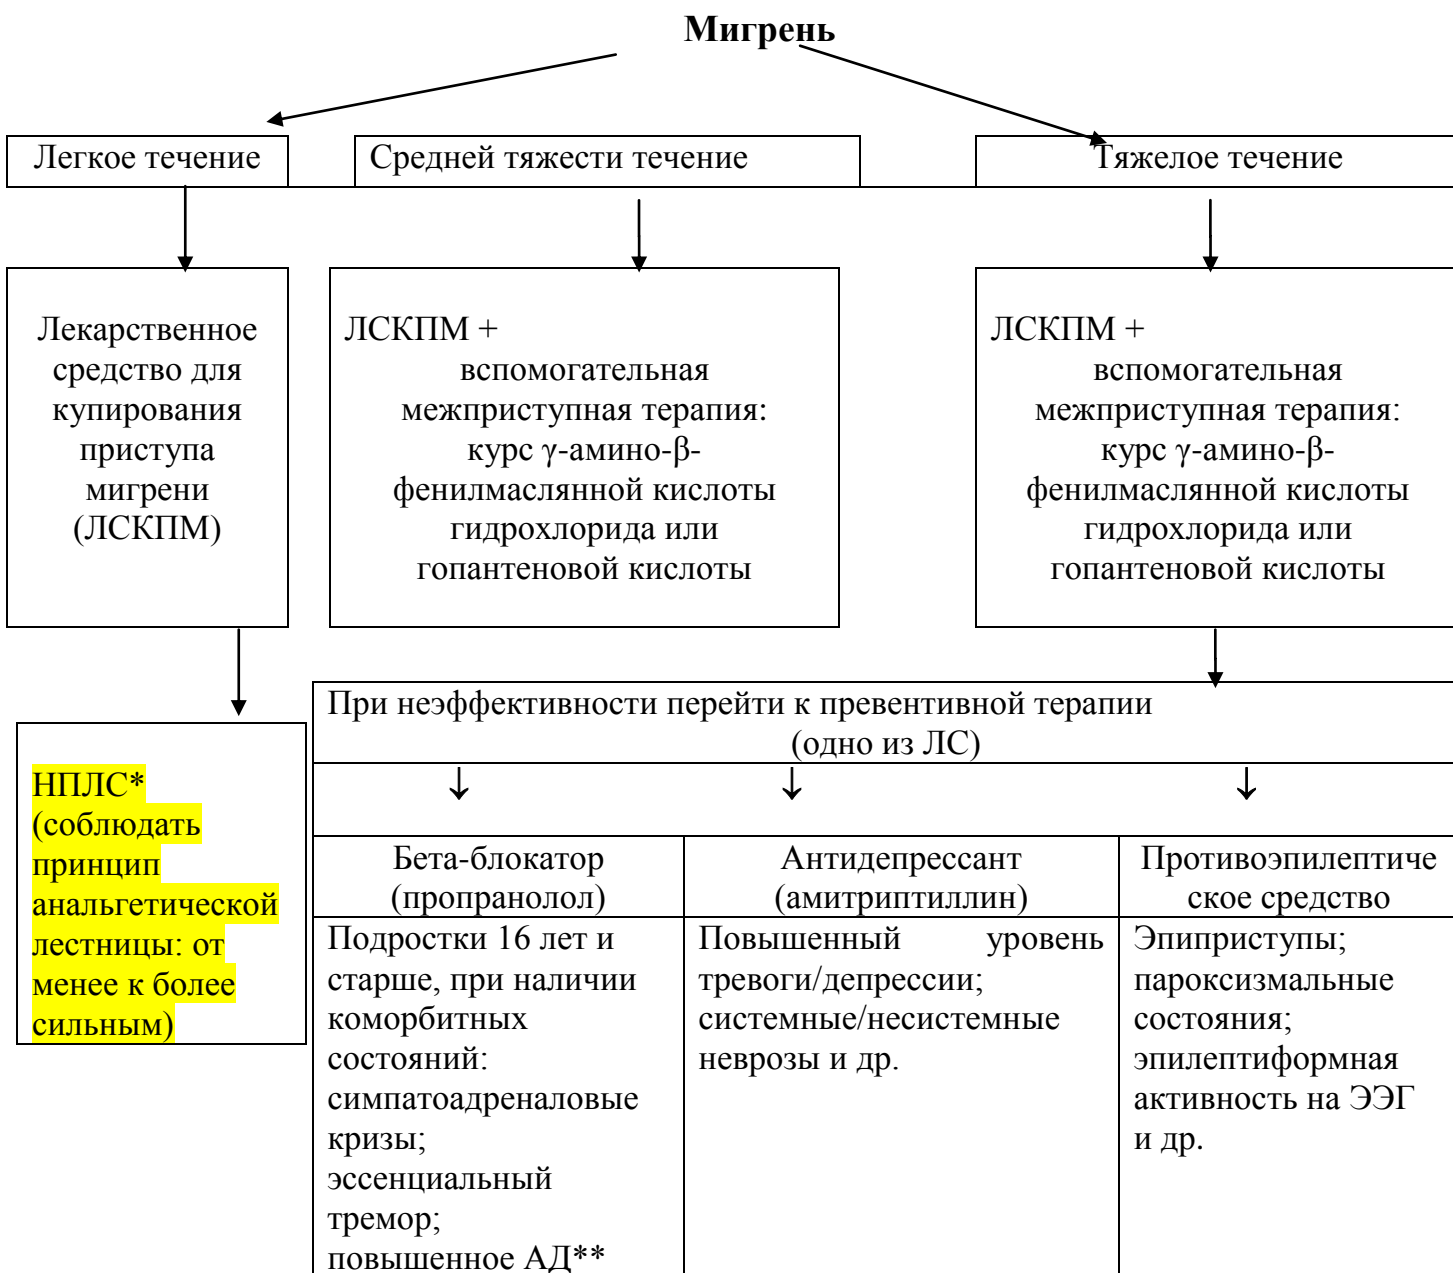 Мигрень
Легкое течение
Средней тяжести течение
Тяжелое течение
Лекарственное
средство для
купирования
приступа
мигрени
(ЛСКПМ)
ЛСКПМ +
вспомогательная
межприступная терапия:
курс γ-амино-β-
фенилмаслянной кислоты
гидрохлорида или
гопантеновой кислоты
ЛСКПМ +
вспомогательная
межприступная терапия:
курс γ-амино-β-
фенилмаслянной кислоты
гидрохлорида или
гопантеновой кислоты
НПЛС*
(соблюдать
принцип
анальгетической
лестницы: от
менее к более
сильным)
При неэффективности перейти к превентивной терапии
(одно из ЛС)
Бета-блокатор
(пропранолол)
Антидепрессант
(амитриптиллин)
Противоэпилептиче
ское средство
Подростки 16 лет и
старше, при наличии
коморбитных
состояний:
симпатоадреналовые
кризы;
эссенциальный
тремор;
повышенное АД**
Повышенный уровень
тревоги/депрессии;
системные/несистемные
неврозы и др.
Эпиприступы;
пароксизмальные
состояния;
эпилептиформная
активность на ЭЭГ
и др.